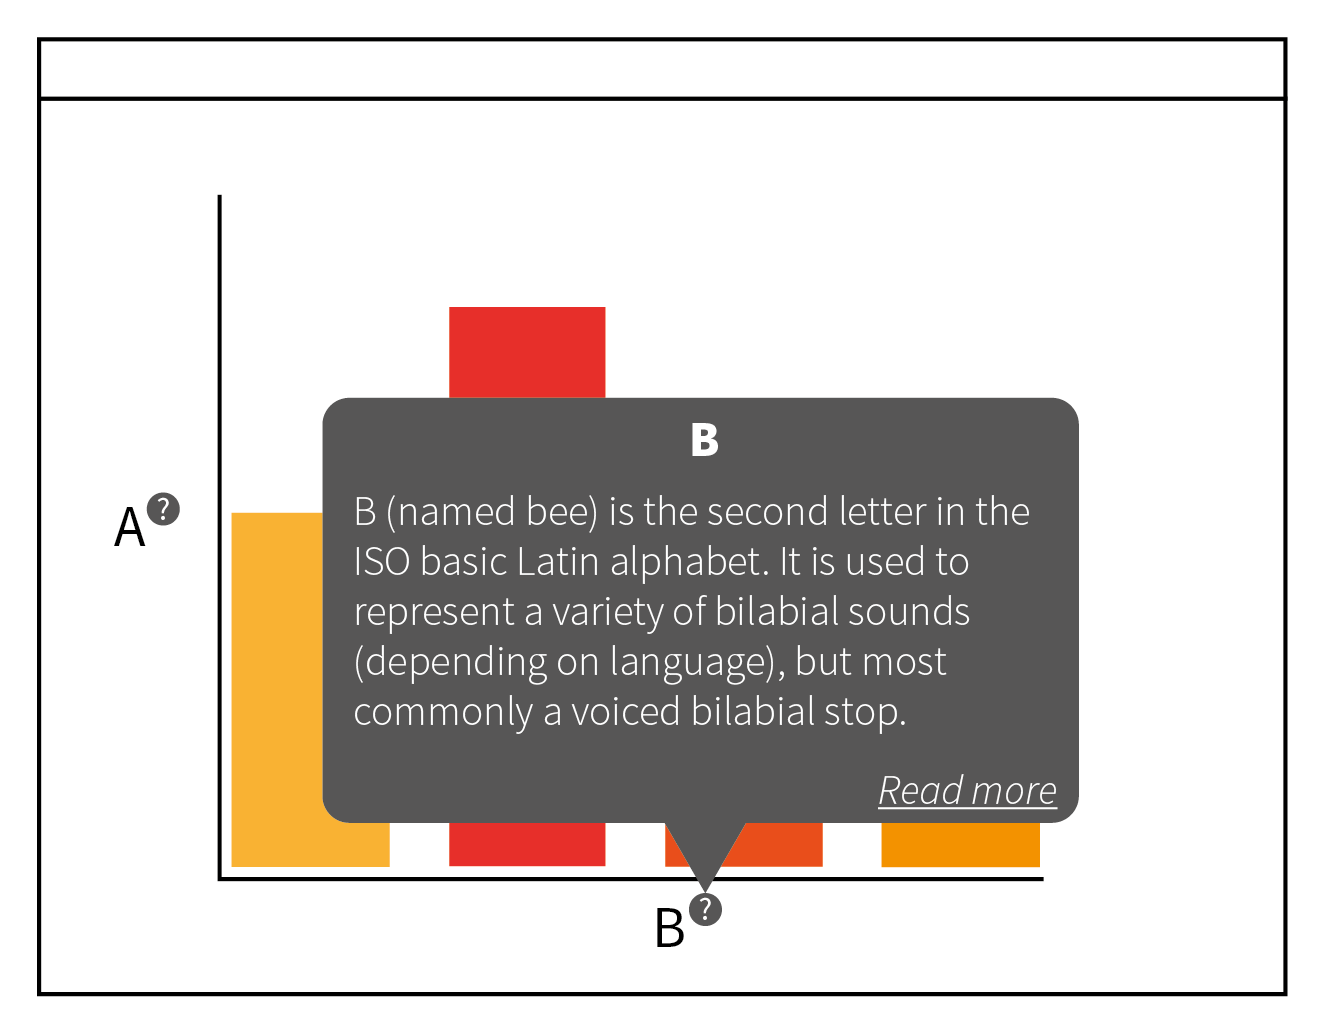 B
B (named bee) is the second letter in the
ISO basic Latin alphabet. It is used to
represent a variety of bilabial sounds
(depending on language), but most
commonly a voiced bilabial stop.
Read more
A ?
B ?